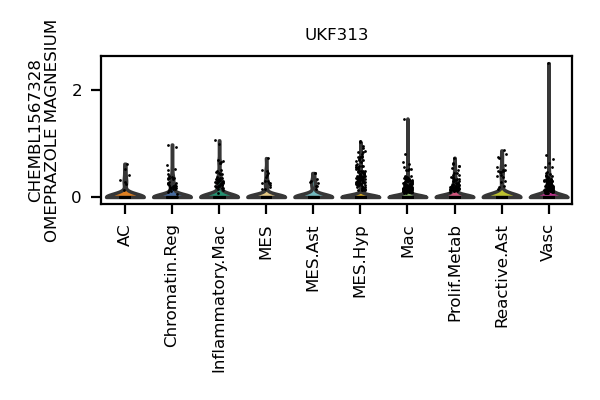 UKF313
CHEMBL1567328
OMEPRAZOLE MAGNESIUM
2
0
AC
Chromatin.Reg
Inflammatory.Mac
MES
MES.Ast
MES.Hyp
Mac
Prolif.Metab
Reactive.Ast
Vasc